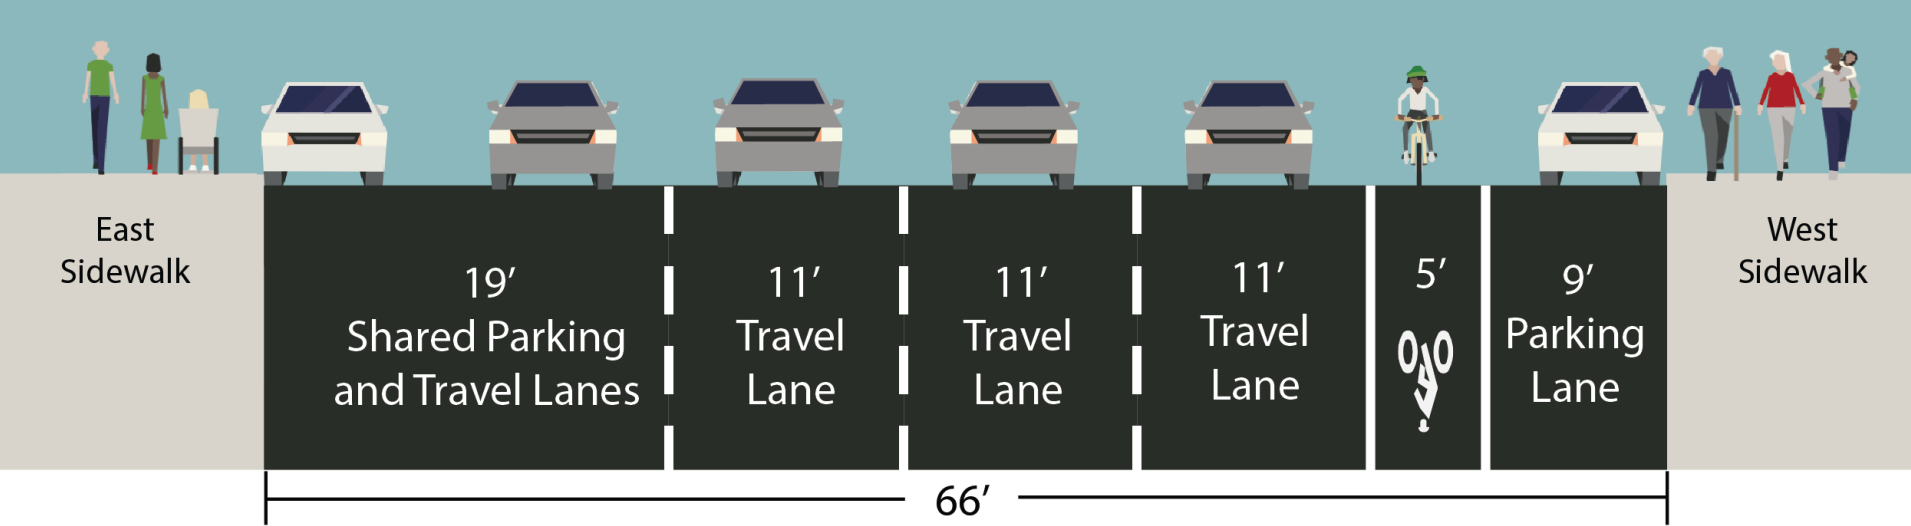 East
Sidewalk
19’
Shared Parking
and Travel Lanes
11’
Travel
Lane
11’
Travel
Lane
11’
Travel
Lane
5’
9’
Parking
Lane
West
Sidewalk
66’